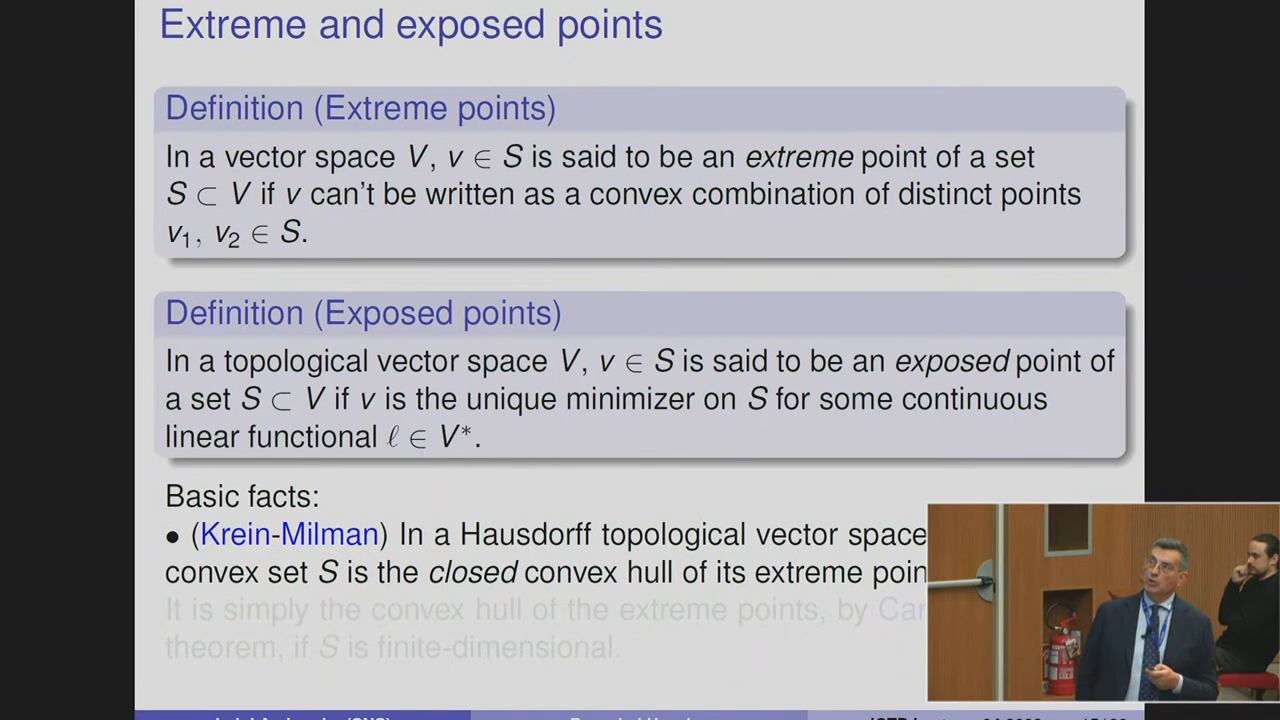 Extreme and exposed points
Definition (Extreme points)
In a vector space V, v ∈ S is said to be an extreme point of a set
S ⊂ V if v can't be written as a convex combination of distinct points
v₁, v₂ ∈ S.
Definition (Exposed points)
In a topological vector space V, v ∈ S is said to be an exposed point of
a set S ⊂ V if v is the unique minimizer on S for some continuous
linear functional ℓ ∈ V*.
Basic facts:
• (Krein-Milman) In a Hausdorff topological vector space
convex set S is the closed convex hull of its extreme poin
It is simply the convex hull of the extreme points, by Car
theorem, if S is finite-dimensional.